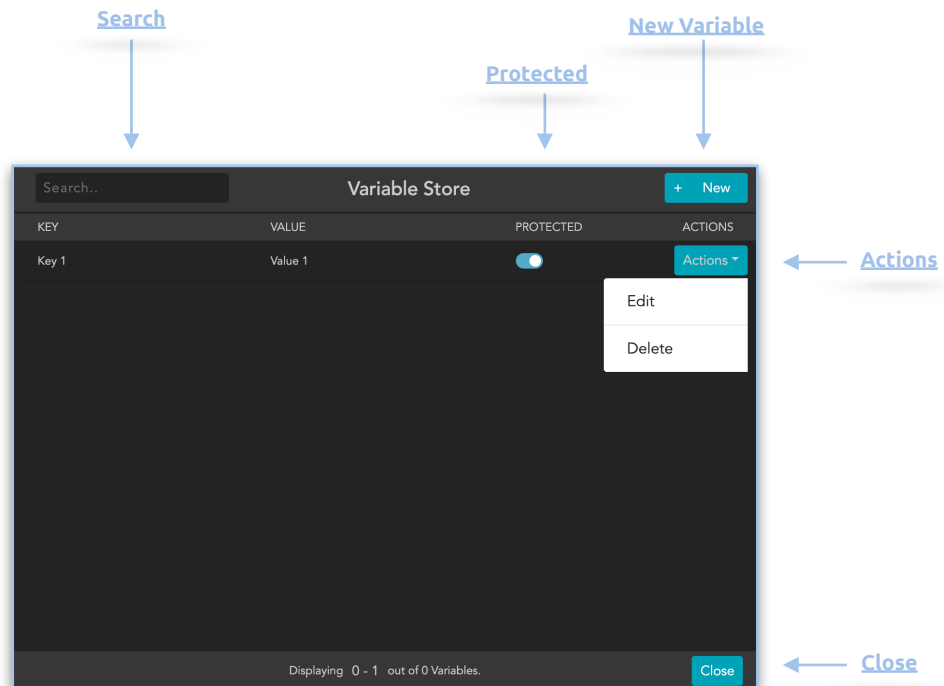 Search
New Variable
Protected
Search..
Variable Store
+ New
KEY VALUE PROTECTED ACTIONS
Key 1 Value 1 Actions
Actions
Edit
Delete
Displaying 0 - 1 out of 0 Variables.
Close
Close